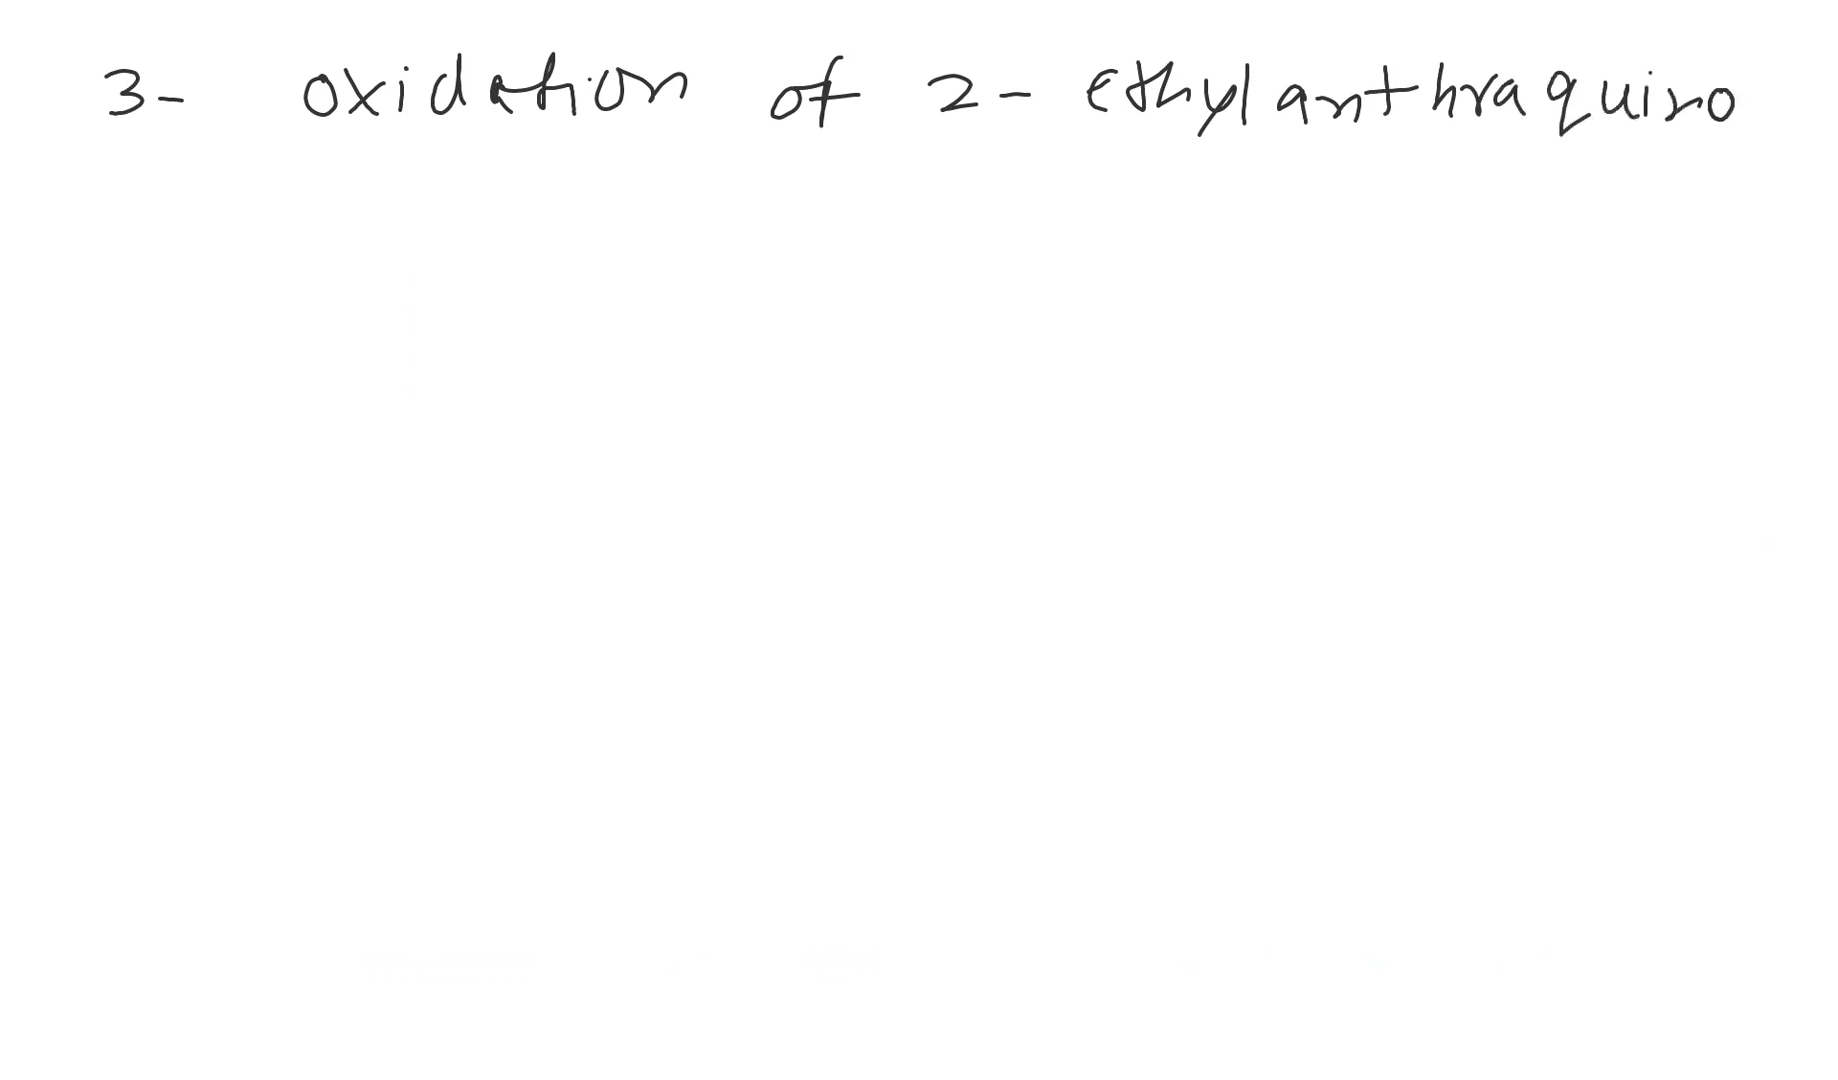 3- oxidation of 2- ethylanthraquino